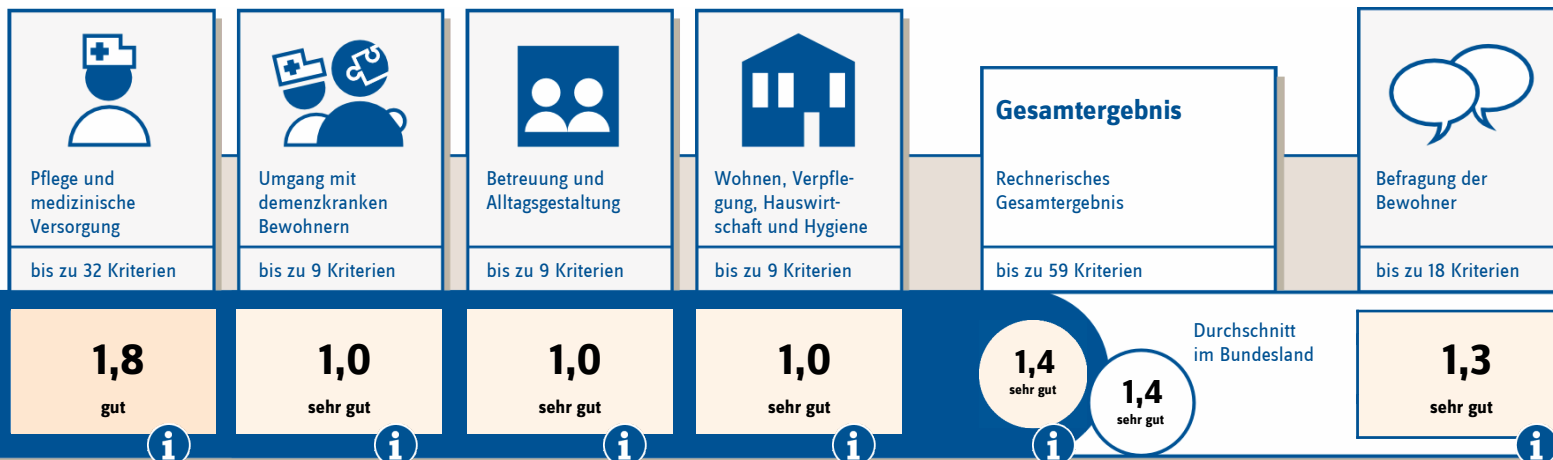 Pflege und
medizinische
Versorgung
bis zu 32 Kriterien
1,8
gut
Umgang mit
demenzkranken
Bewohnern
bis zu 9 Kriterien
1,0
sehr gut
Betreuung und
Alltagsgestaltung
bis zu 9 Kriterien
1,0
sehr gut
Wohnen, Verpfle-
gung, Hauswirt-
schaft und Hygiene
bis zu 9 Kriterien
1,0
sehr gut
Gesamtergebnis
Rechnerisches
Gesamtergebnis
bis zu 59 Kriterien
1,4
sehr gut
Durchschnitt
im Bundesland
1,4
sehr gut
Befragung der
Bewohner
bis zu 18 Kriterien
1,3
sehr gut